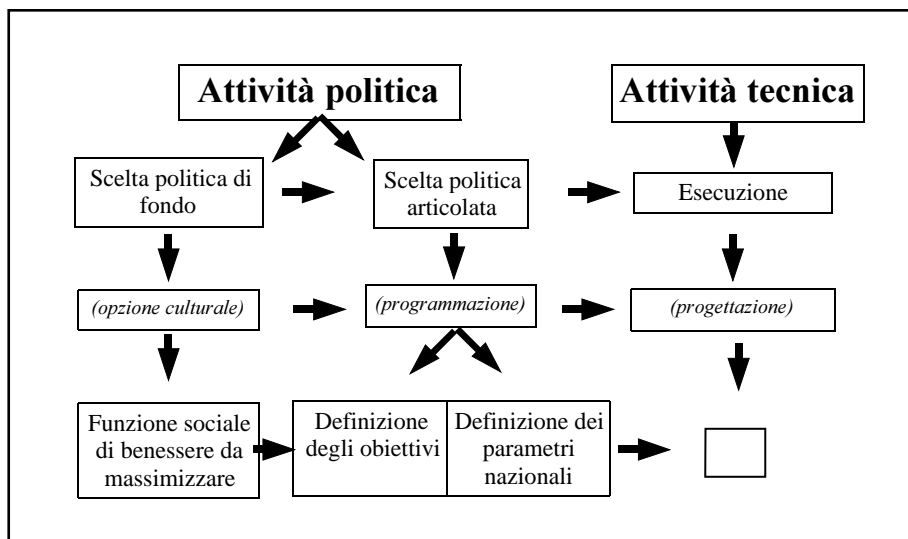 Attività politica
Attività tecnica
Scelta politica di
fondo
Scelta politica
articolata
Esecuzione
(opzione culturale)
(programmazione)
(progettazione)
Funzione sociale
di benessere da
massimizzare
Definizione
degli obiettivi
Definizione dei
parametri
nazionali